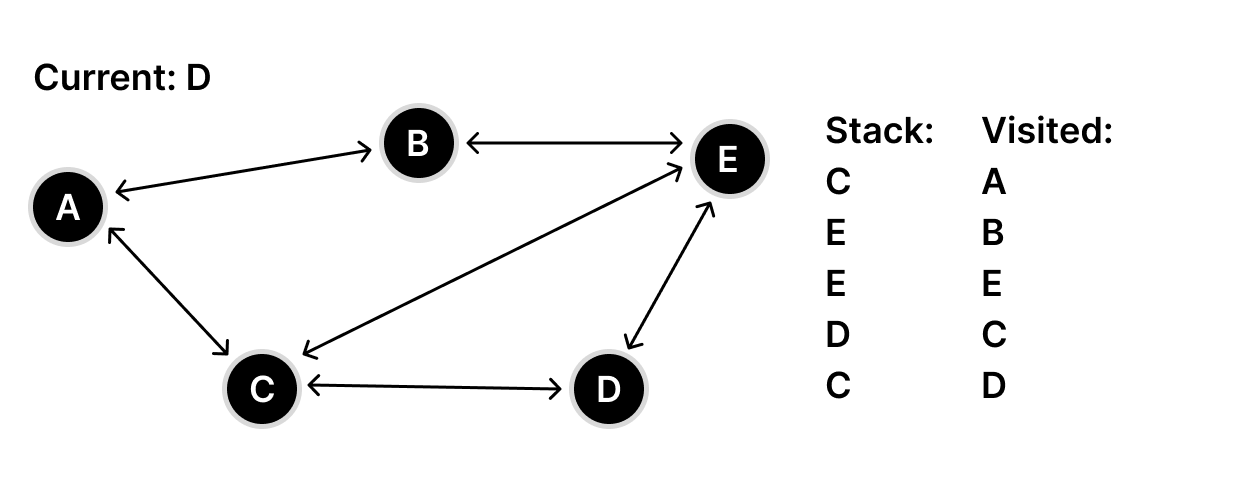 Current: D
B
E
A
C
D
Stack: Visited:
C A
E B
E E
D C
C D